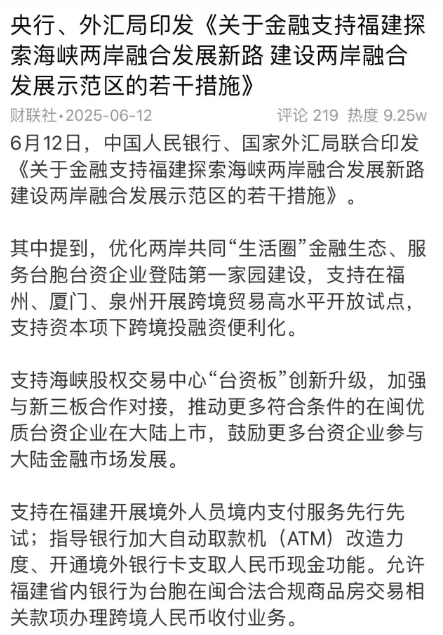 央行、外汇局印发《关于金融支持福建探
索海峡两岸融合发展新路 建设两岸融合
发展示范区的若干措施》
财联社·2025-06-12 评论 219 热度 9.25w
6月12日，中国人民银行、国家外汇局联合印发
《关于金融支持福建探索海峡两岸融合发展新路
建设两岸融合发展示范区的若干措施》。
其中提到，优化两岸共同“生活圈”金融生态、服
务台胞台资企业登陆第一家园建设，支持在福
州、厦门、泉州开展跨境贸易高水平开放试点，
支持资本项下跨境投融资便利化。
支持海峡股权交易中心“台资板”创新升级，加强
与新三板合作对接，推动更多符合条件的在闽优
质台资企业在大陆上市，鼓励更多台资企业参与
大陆金融市场发展。
支持在福建开展境外人员境内支付服务先行先
试；指导银行加大自动取款机（ATM）改造力
度、开通境外银行卡支取人民币现金功能。允许
福建省内银行为台胞在闽合法合规商品房交易相
关款项办理跨境人民币收付业务。